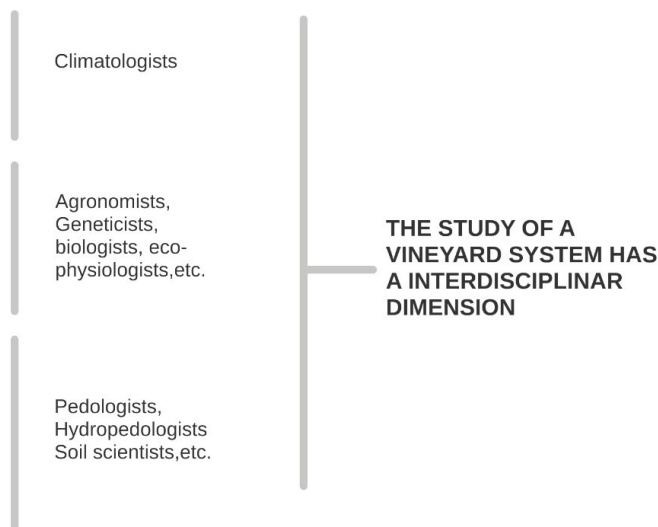 Climatologists
Agronomists,
Geneticists,
biologists, eco-
physiologists,etc.
Pedologists,
Hydropedologists
Soil scientists,etc.
THE STUDY OF A
VINEYARD SYSTEM HAS
A INTERDISCIPLINAR
DIMENSION